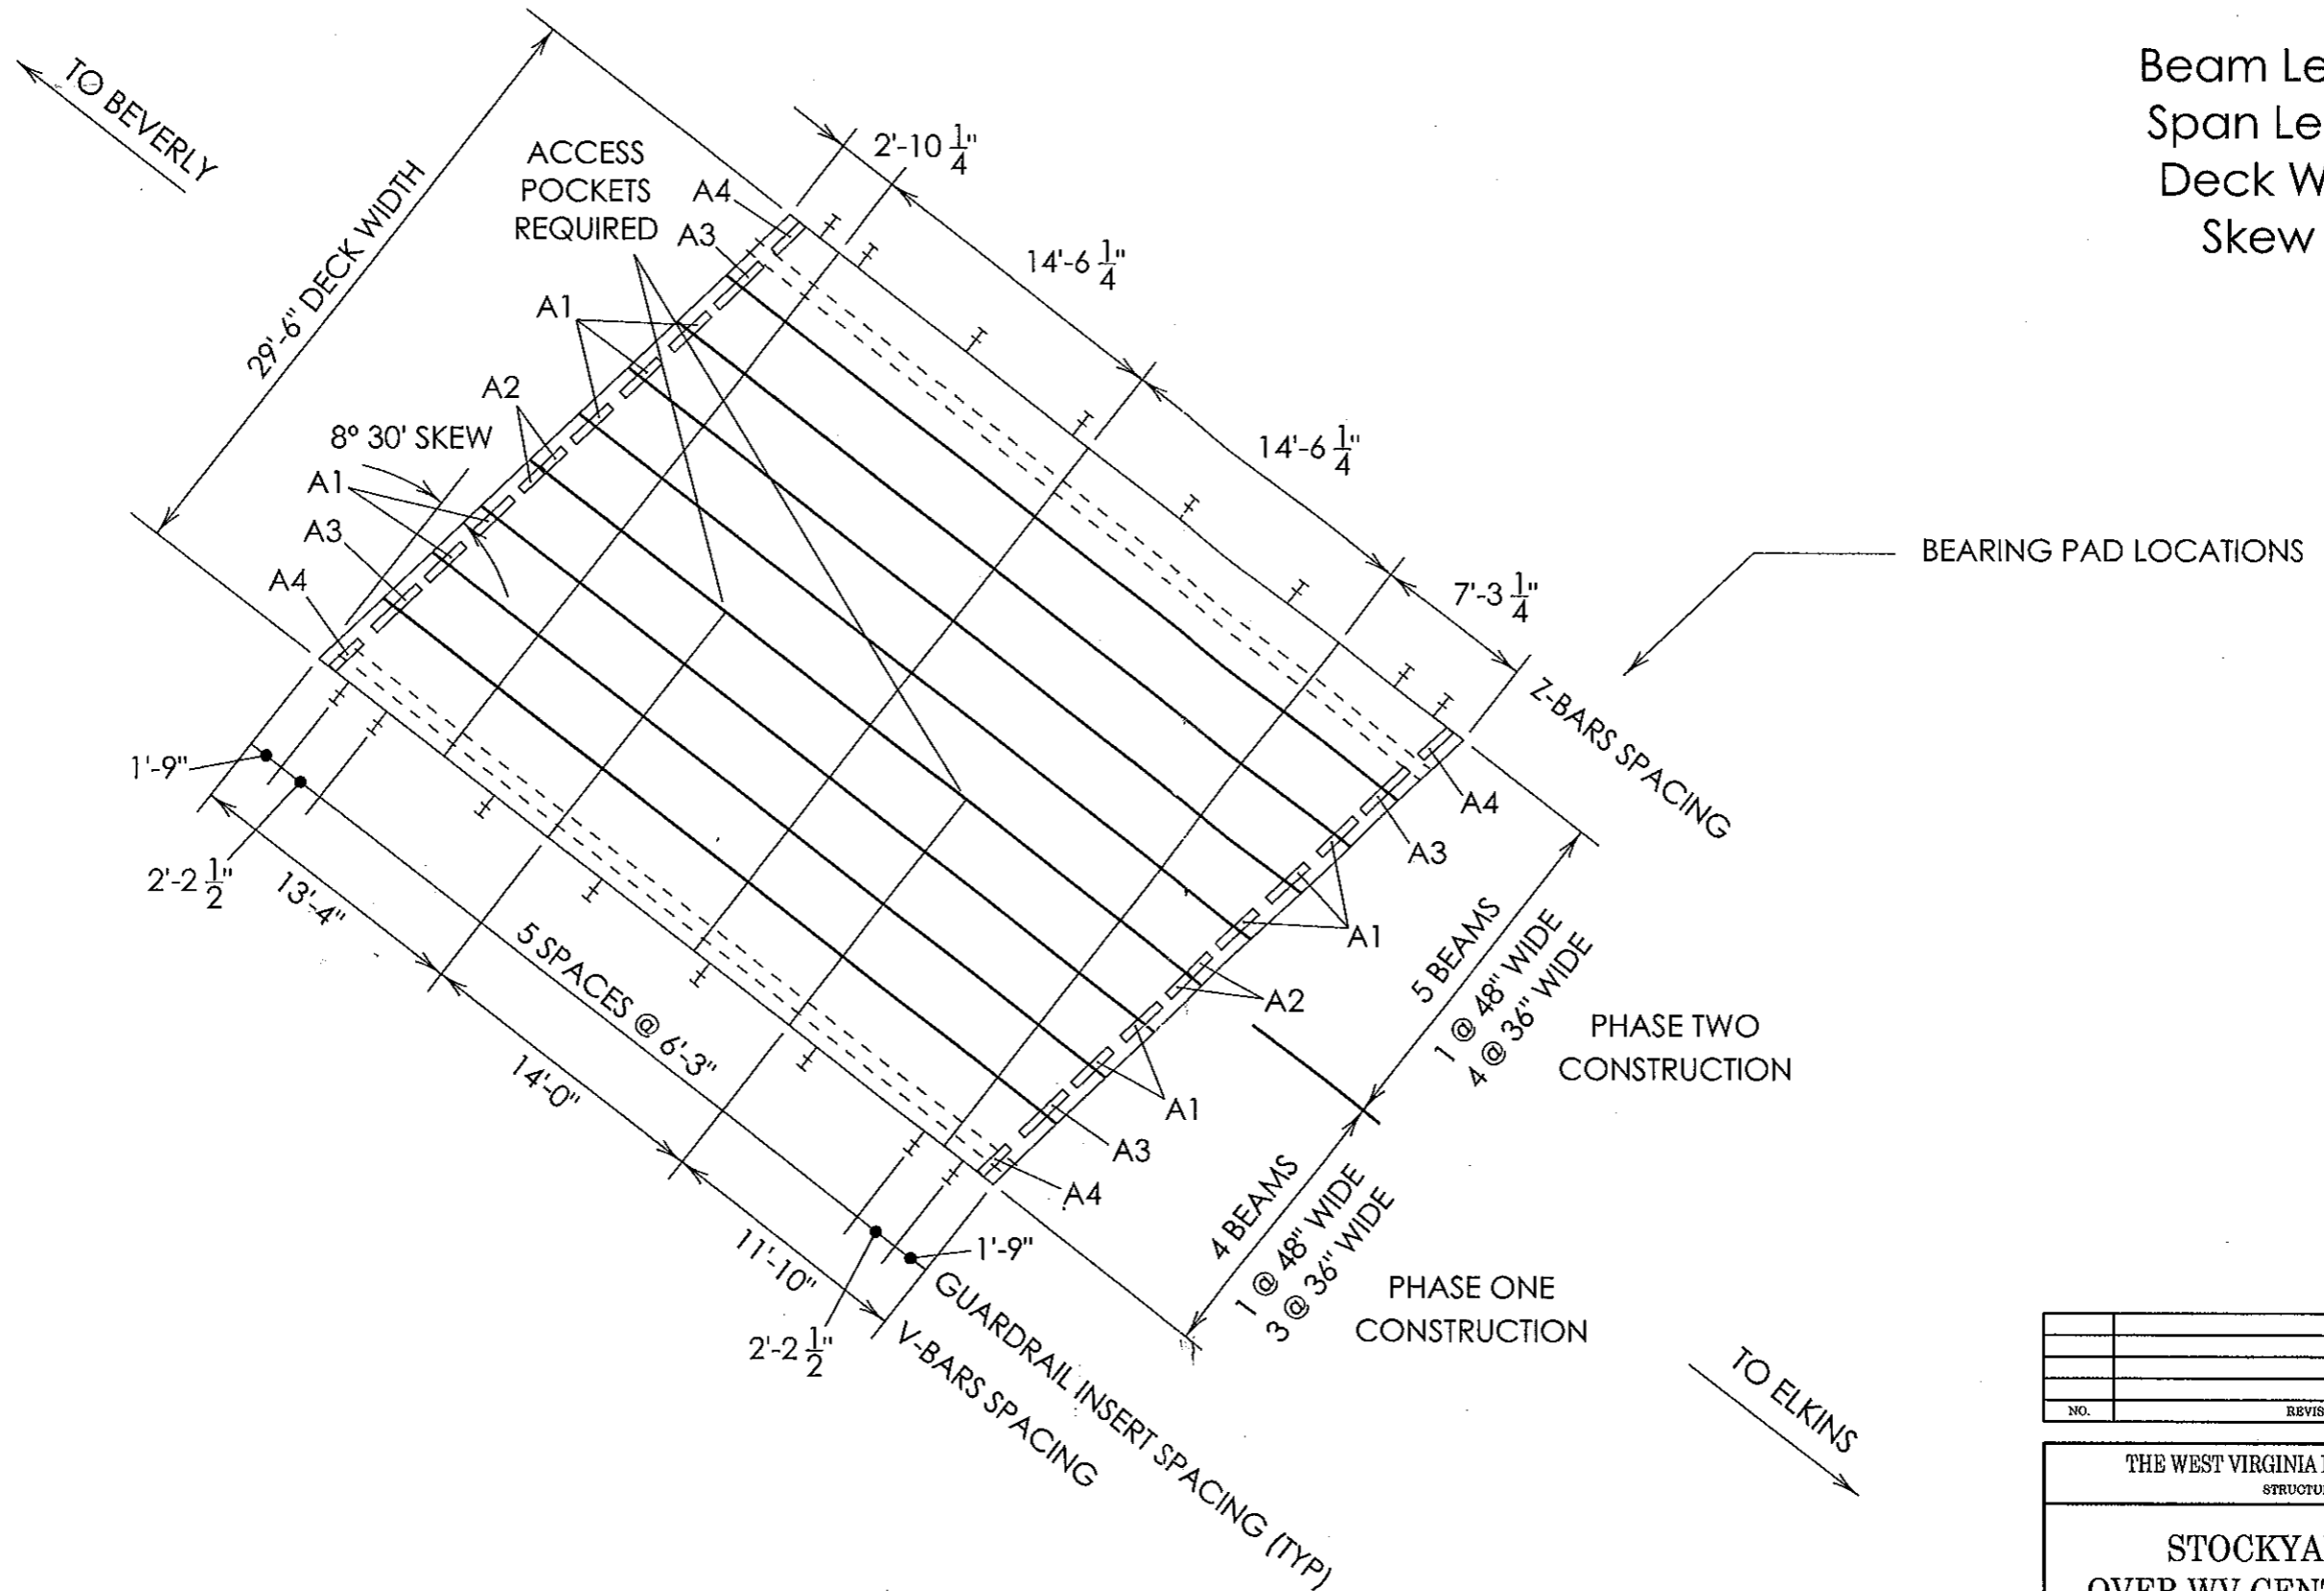 TO BEVERLY
29'-6" DECK WIDTH
ACCESS
POCKETS
REQUIRED
A4
A3
A1
A2
8° 30' SKEW
A1
A3
A4
2'-10 1/4"
14'-6 1/4"
14'-6 1/4"
7'-3 1/4"
Z-BARS SPACING
BEARING PAD LOCATIONS
Beam Le
Span Le
Deck W
Skew
1'-9"
2'-2 1/2"
13'-4"
5 SPACES @ 6'-3"
14'-0"
11'-10"
2'-2 1/2"
1'-9"
GUARDRAIL INSERT SPACING (TYP)
V-BARS SPACING
A4
A3
A1
A2
A1
A3
A4
5 BEAMS
1 @ 48" WIDE
4 @ 36" WIDE
PHASE TWO
CONSTRUCTION
4 BEAMS
1 @ 48" WIDE
3 @ 36" WIDE
PHASE ONE
CONSTRUCTION
TO ELKINS
NO.
REVIS
THE WEST VIRGINIA
STRUCTU
STOCKYA
OVER WV CENT